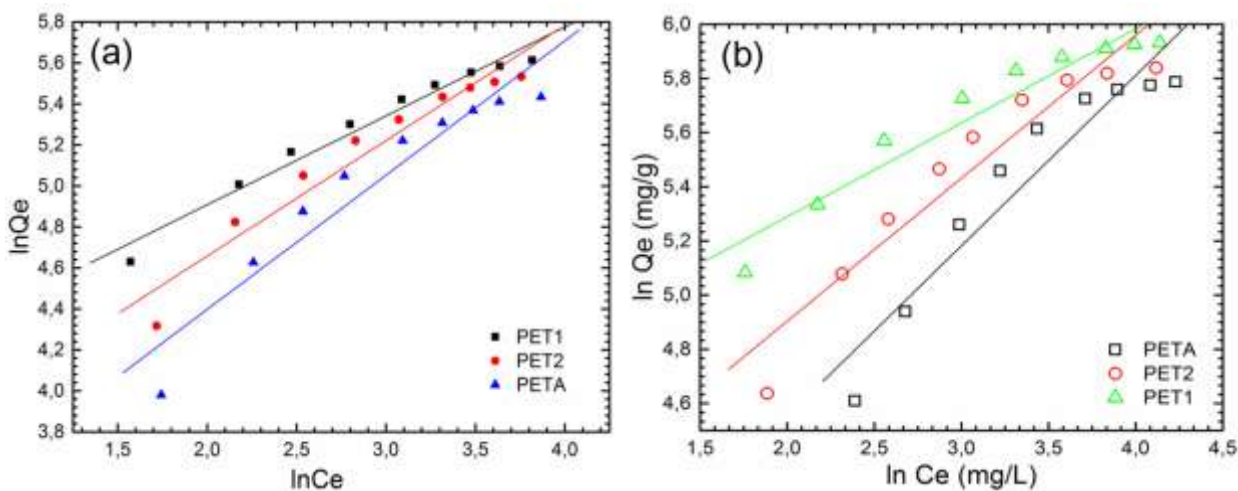 (a)
lnQe
5,8
5,6
5,4
5,2
5,0
4,8
4,6
4,4
4,2
4,0
3,8
1,5 2,0 2,5 3,0 3,5 4,0
lnCe
PET1
PET2
PETA
(b)
ln Qe (mg/g)
6,0
5,8
5,6
5,4
5,2
5,0
4,8
4,6
1,5 2,0 2,5 3,0 3,5 4,0 4,5
ln Ce (mg/L)
PETA
PET2
PET1